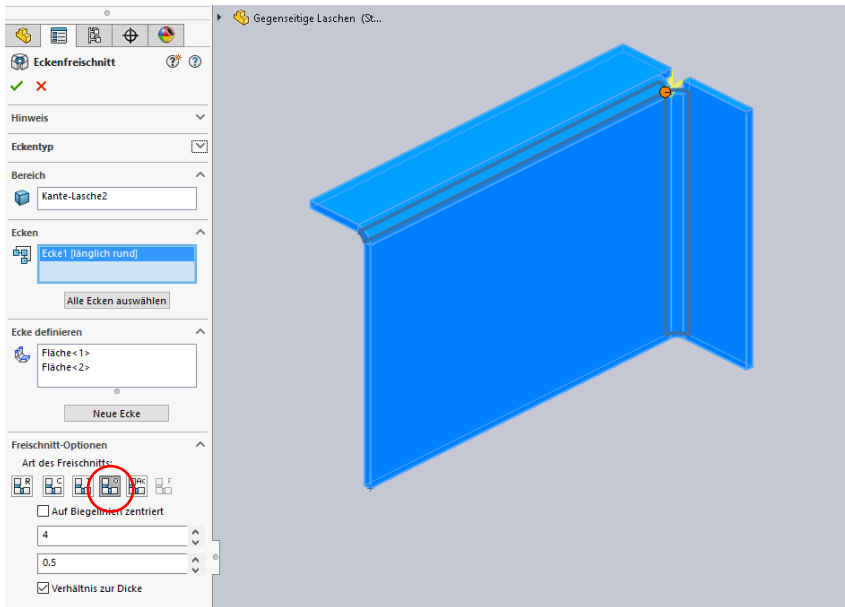 Gegenseitige Laschen (St...
Eckenfreischnitt
Hinweis
Eckentyp
Bereich
Kante-Lasche2
Ecken
Ecke1 [länglich rund]
Alle Ecken auswählen
Ecke definieren
Fläche<1>
Fläche<2>
Neue Ecke
Freischnitt-Optionen
Art des Freischnitts:
R C T O Ac F
Auf Biegelinien zentriert
4
0.5
Verhältnis zur Dicke